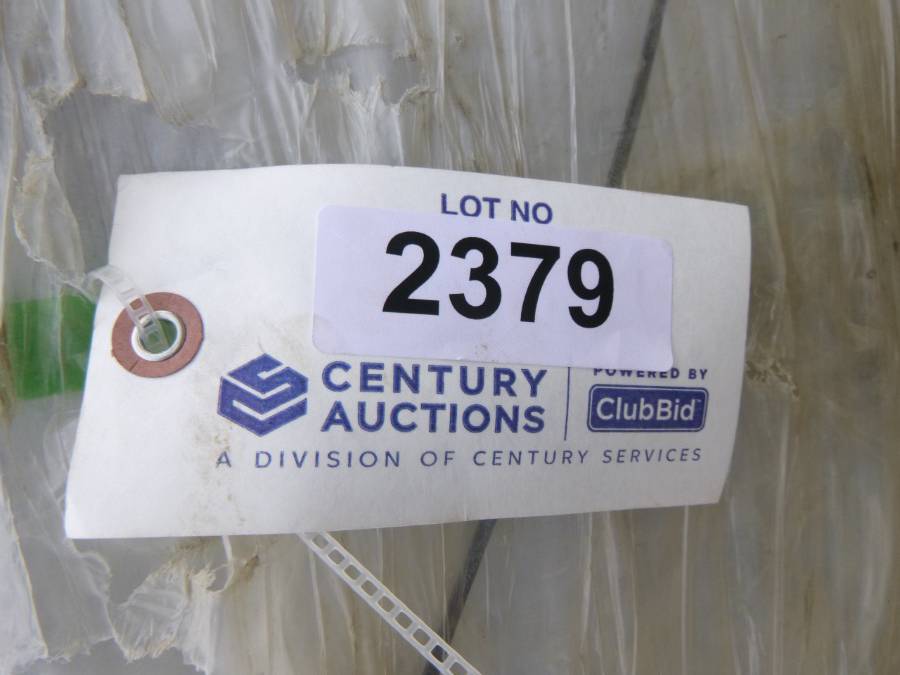 LOT NO
2379
CENTURY
AUCTIONS
POWERED BY
ClubBid
A DIVISION OF CENTURY SERVICES